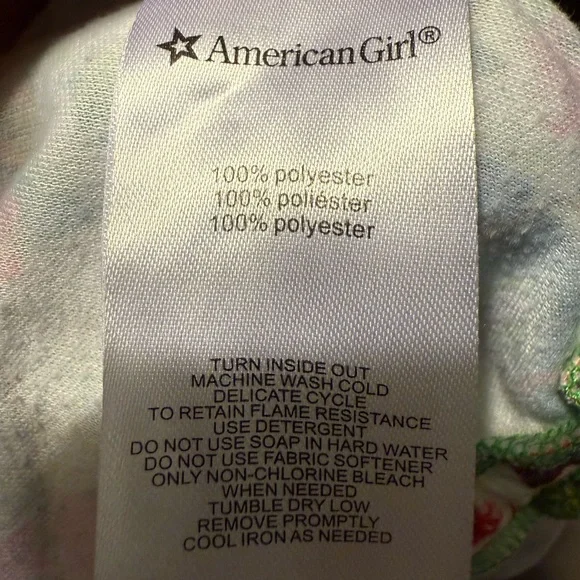 American Girl®
100% polyester
100% poliéster
100% polyester
TURN INSIDE OUT
MACHINE WASH COLD
DELICATE CYCLE
TO RETAIN FLAME RESISTANCE
USE DETERGENT
DO NOT USE SOAP IN HARD WATER
DO NOT USE FABRIC SOFTENER
ONLY NON-CHLORINE BLEACH
WHEN NEEDED
TUMBLE DRY LOW
REMOVE PROMPTLY
COOL IRON AS NEEDED